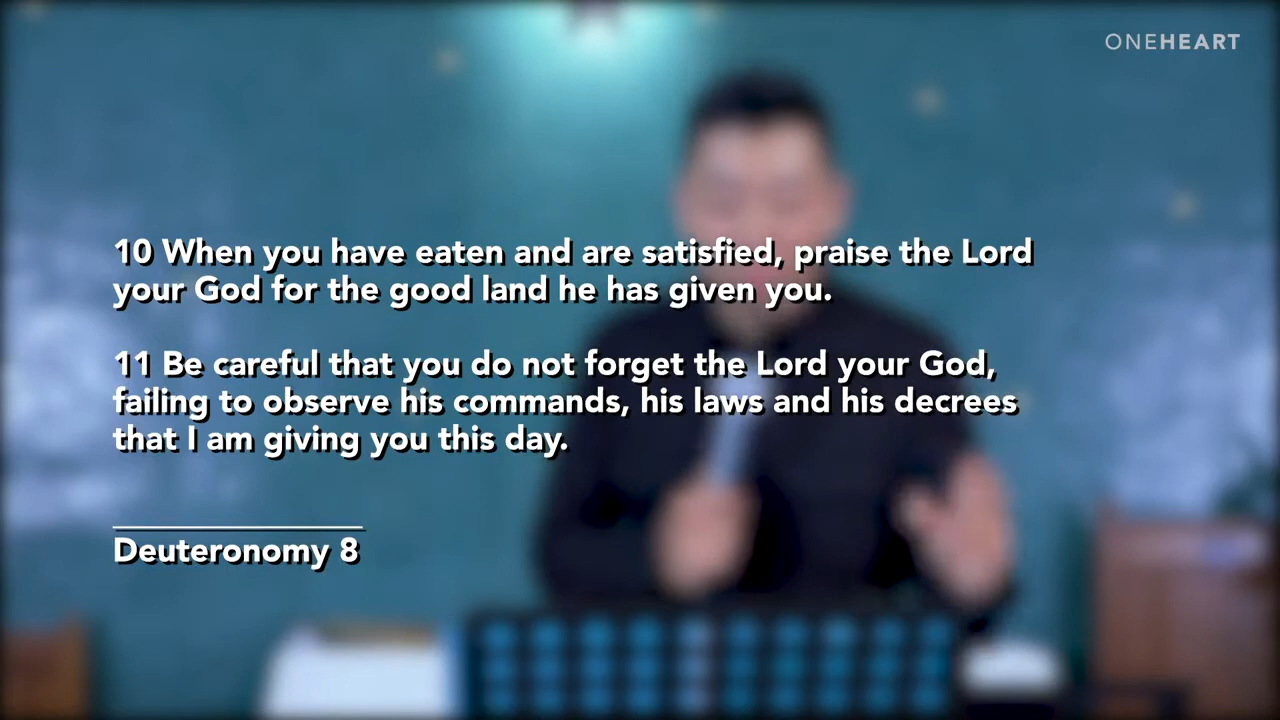 ONEHEART
10 When you have eaten and are satisfied, praise the Lord
your God for the good land he has given you.
11 Be careful that you do not forget the Lord your God,
failing to observe his commands, his laws and his decrees
that I am giving you this day.
Deuteronomy 8